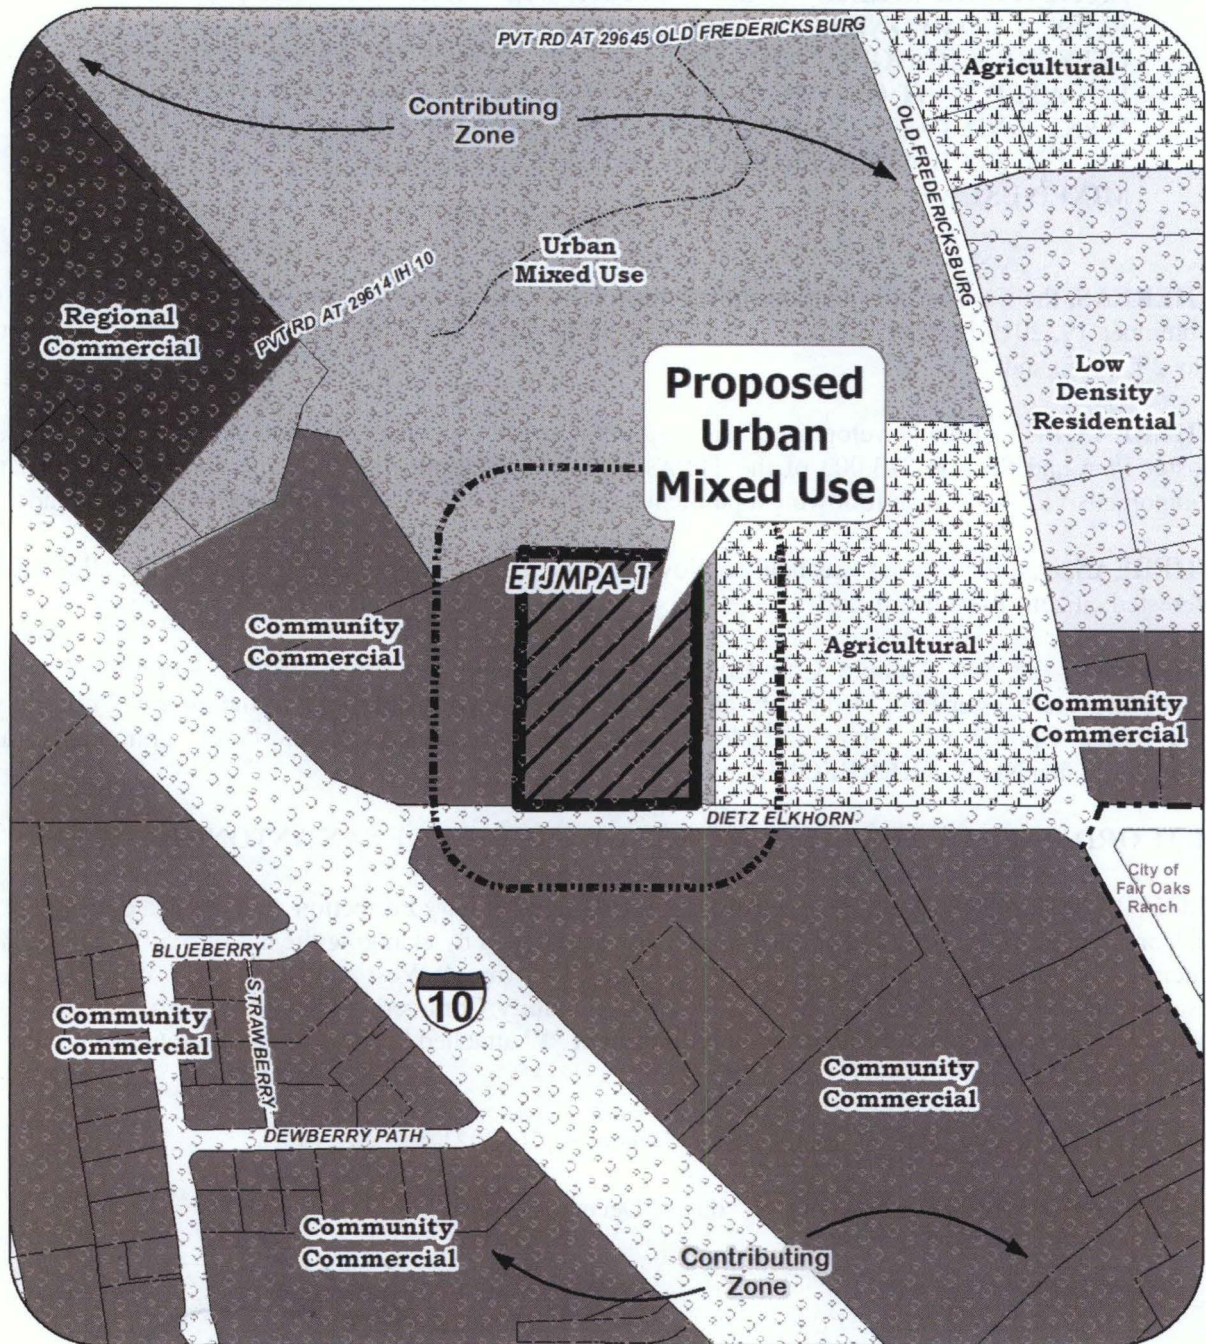 PVT RD AT 29645 OLD FREDERICKSBURG
Agricultural
Contributing
Zone
OLD FREDERICKSBURG
Urban
Mixed Use
PVT RD AT 29614 IH 10
Regional
Commercial
Low
Density
Residential
Proposed
Urban
Mixed Use
ETJMPA-1
Community
Commercial
Agricultural
Community
Commercial
DIETZ ELKHORN
City of
Fair Oaks
Ranch
BLUEBERRY
STRAWBERRY
10
Community
Commercial
Community
Commercial
DEWBERRY PATH
Community
Commercial
Contributing
Zone